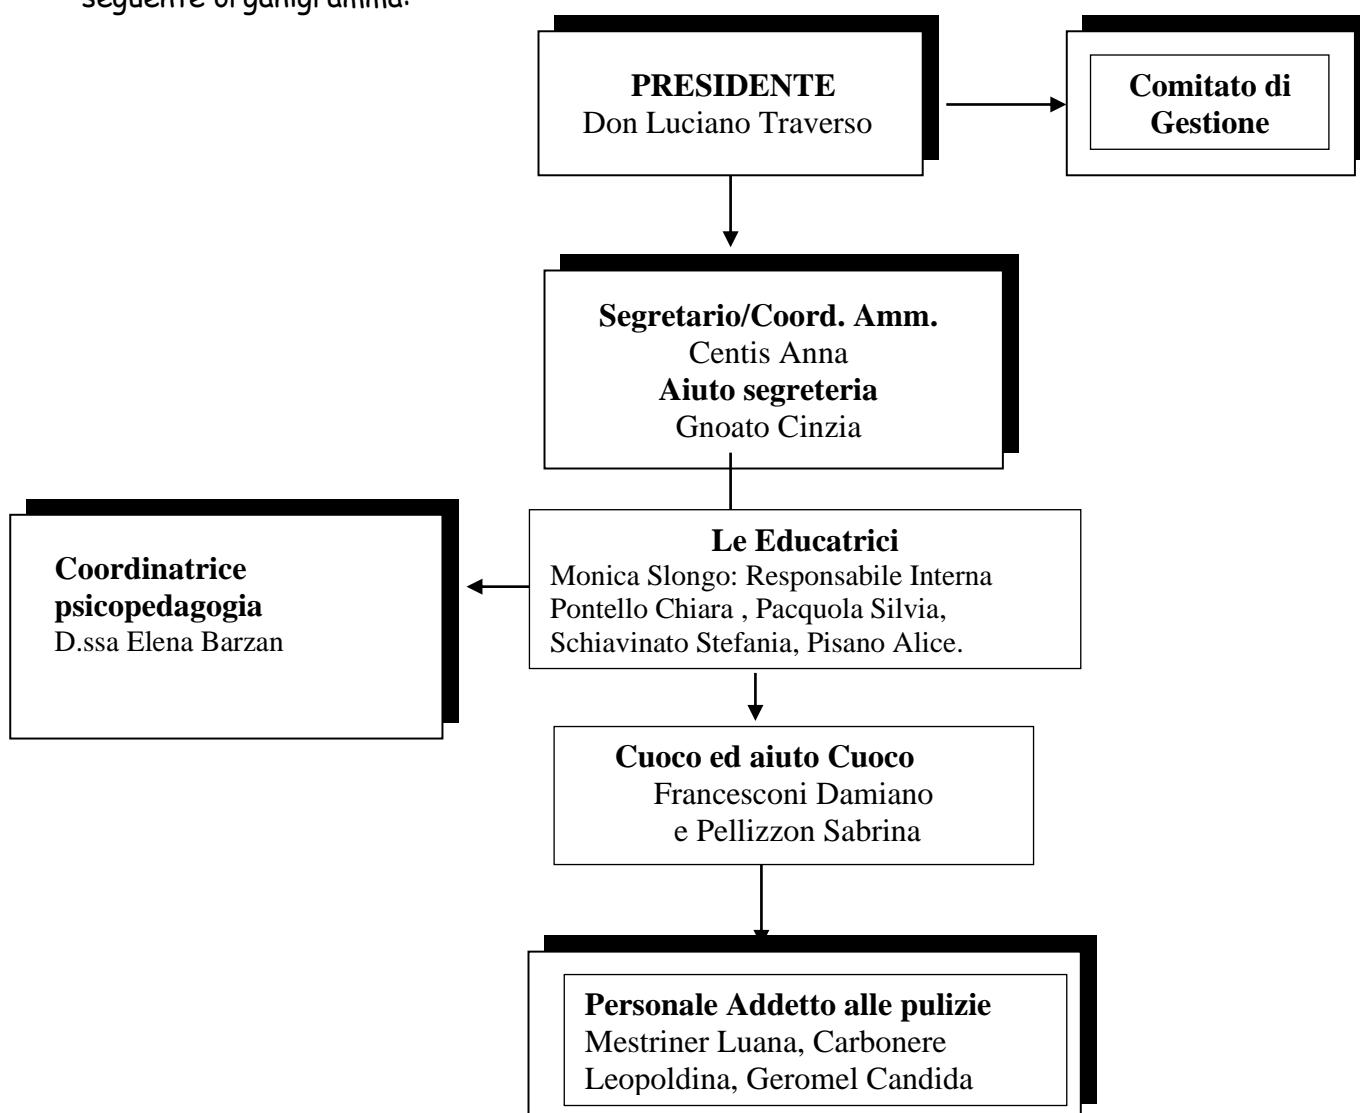 seguente organigramma:
PRESIDENTE
Don Luciano Traverso
Comitato di
Gestione
Segretario/Coord. Amm.
Centis Anna
Aiuto segreteria
Gnoato Cinzia
Coordinatrice
psicopedagogia
D.ssa Elena Barzan
Le Educatrici
Monica Slongo: Responsabile Interna
Pontello Chiara , Pacquola Silvia,
Schiavinato Stefania, Pisano Alice.
Cuoco ed aiuto Cuoco
Francesconi Damiano
e Pellizzon Sabrina
Personale Addetto alle pulizie
Mestriner Luana, Carbonere
Leopoldina, Geromel Candida